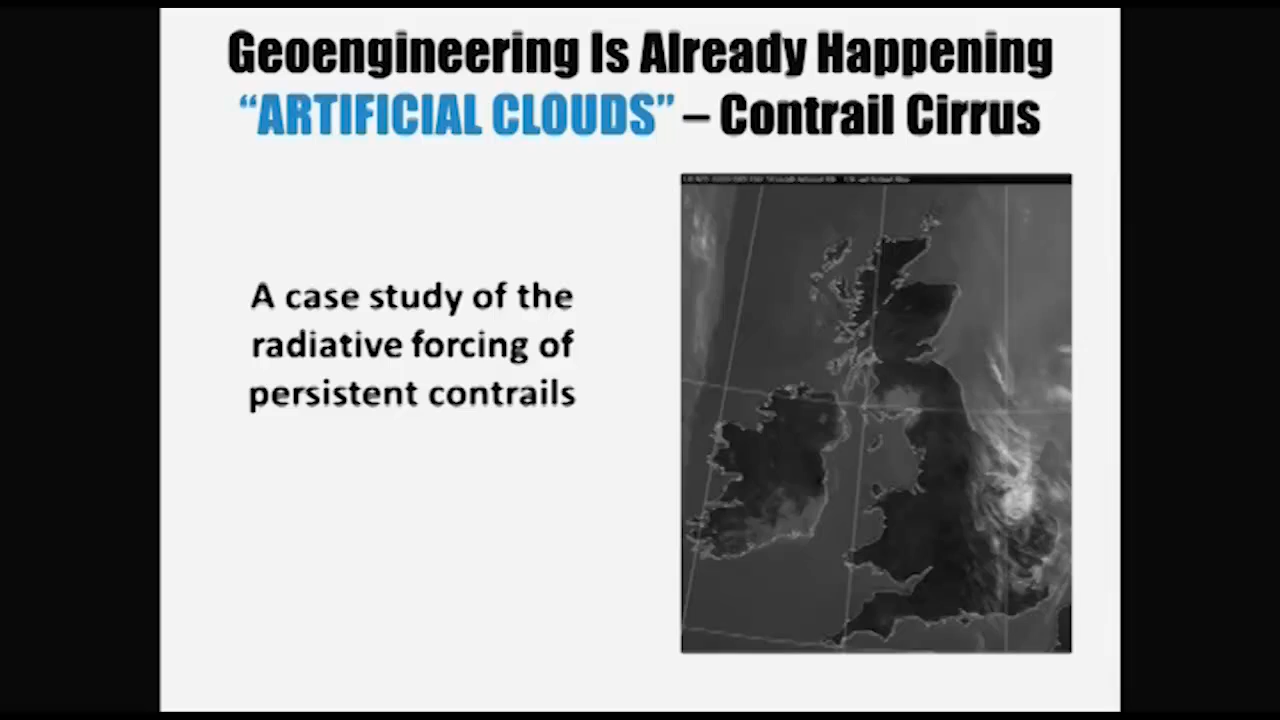 Geoengineering Is Already Happening
“ARTIFICIAL CLOUDS” – Contrail Cirrus
A case study of the
radiative forcing of
persistent contrails